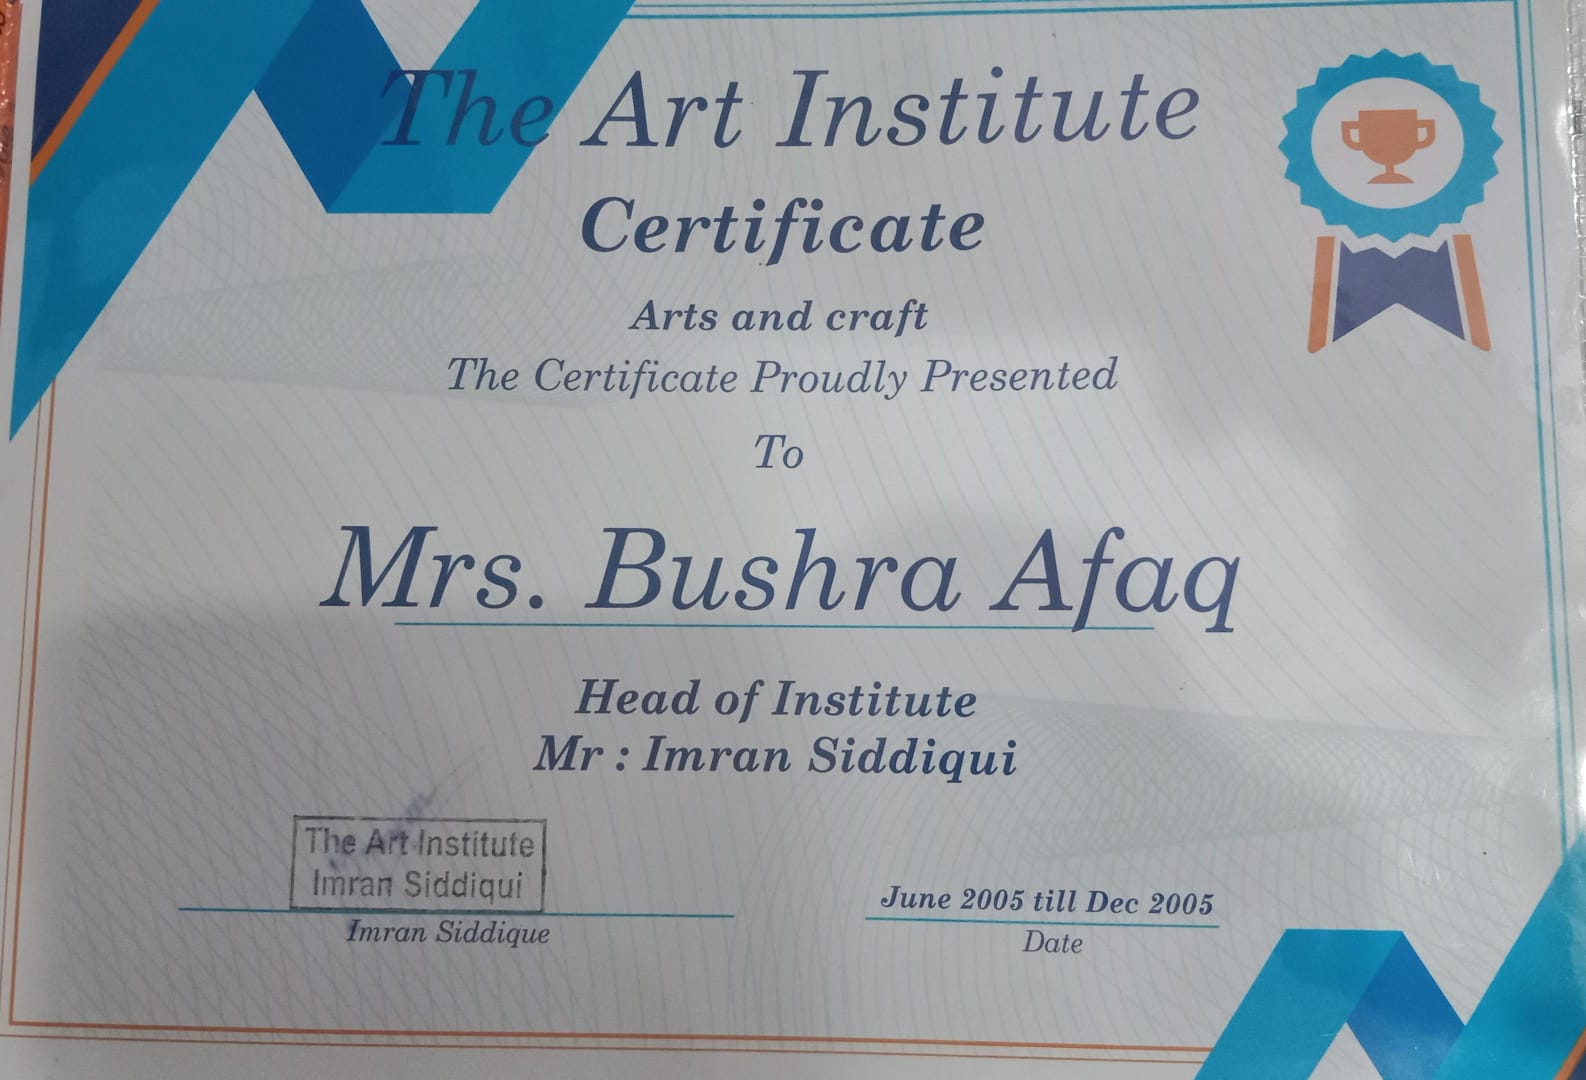 The Art Institute
Certificate
Arts and craft
The Certificate Proudly Presented
To
Mrs. Bushra Afaq
Head of Institute
Mr : Imran Siddiqui
The Art Institute
Imran Siddiqui
Imran Siddique
June 2005 till Dec 2005
Date